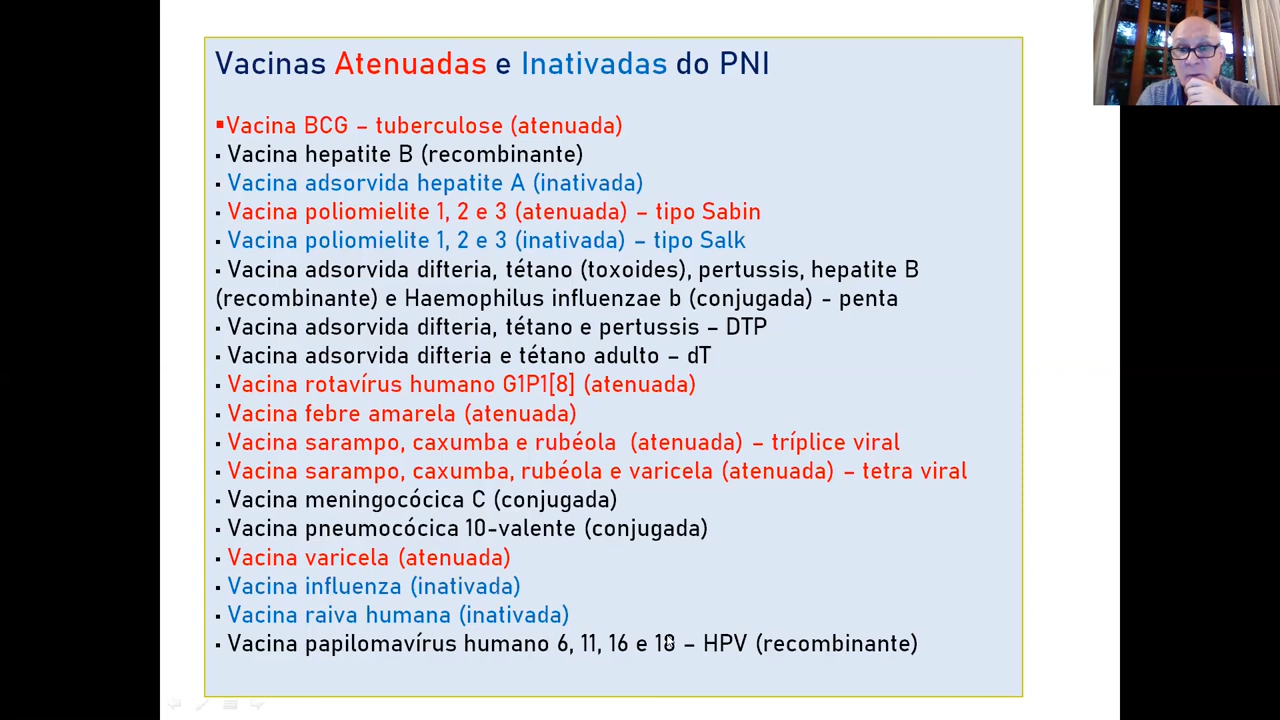 Vacinas Atenuadas e Inativadas do PNI
▪Vacina BCG – tuberculose (atenuada)
▪ Vacina hepatite B (recombinante)
▪ Vacina adsorvida hepatite A (inativada)
▪ Vacina poliomielite 1, 2 e 3 (atenuada) – tipo Sabin
▪ Vacina poliomielite 1, 2 e 3 (inativada) – tipo Salk
▪ Vacina adsorvida difteria, tétano (toxoides), pertussis, hepatite B
(recombinante) e Haemophilus influenzae b (conjugada) - penta
▪ Vacina adsorvida difteria, tétano e pertussis – DTP
▪ Vacina adsorvida difteria e tétano adulto – dT
▪ Vacina rotavírus humano G1P1[8] (atenuada)
▪ Vacina febre amarela (atenuada)
▪ Vacina sarampo, caxumba e rubéola (atenuada) – tríplice viral
▪ Vacina sarampo, caxumba, rubéola e varicela (atenuada) – tetra viral
▪ Vacina meningocócica C (conjugada)
▪ Vacina pneumocócica 10-valente (conjugada)
▪ Vacina varicela (atenuada)
▪ Vacina influenza (inativada)
▪ Vacina raiva humana (inativada)
▪ Vacina papilomavírus humano 6, 11, 16 e 18 – HPV (recombinante)